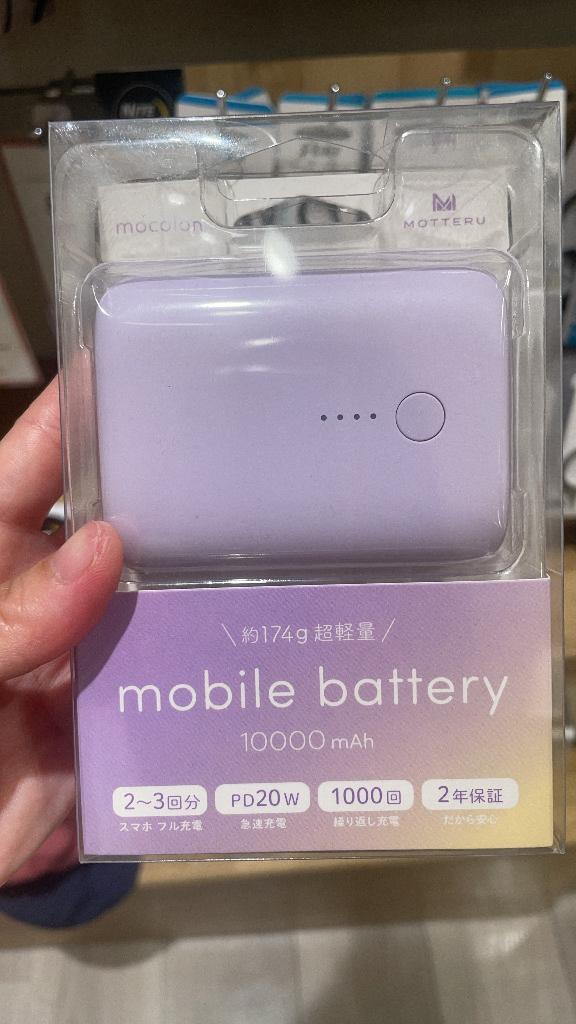 mocolon
MOTTERU
約174g 超軽量
mobile battery
10000 mAh
2〜3回分
スマホ フル充電
PD20W
急速充電
1000回
繰り返し充電
2年保証
だから安心